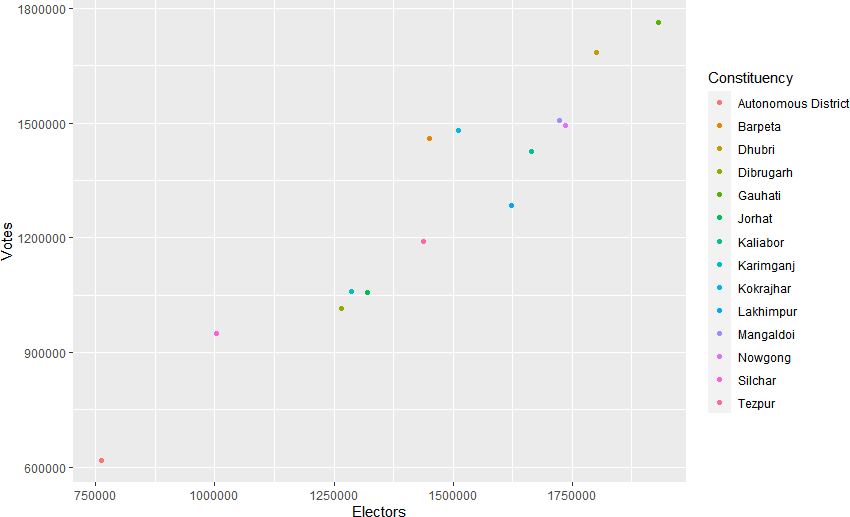 1800000
1500000
1200000
900000
600000
Votes
750000 1000000 1250000 1500000 1750000
Electors
Constituency
Autonomous District
Barpeta
Dhubri
Dibrugarh
Gauhati
Jorhat
Kaliabor
Karimganj
Kokrajhar
Lakhimpur
Mangaldoi
Nowgong
Silchar
Tezpur